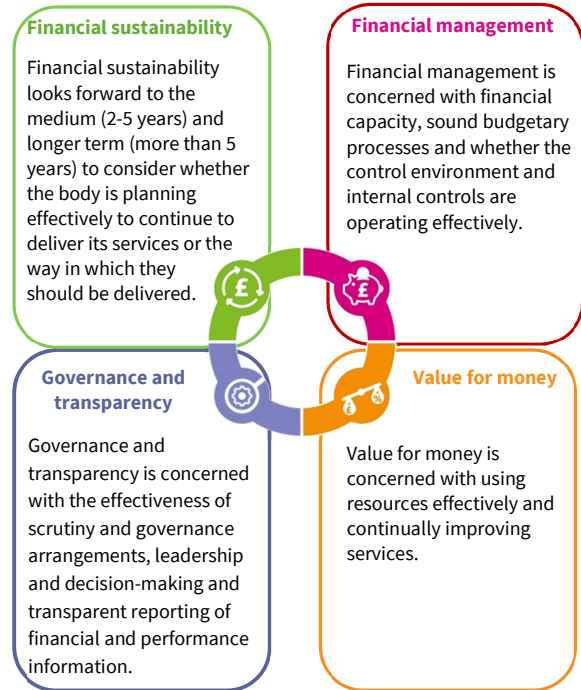 Financial sustainability
Financial sustainability
looks forward to the
medium (2-5 years) and
longer term (more than 5
years) to consider whether
the body is planning
effectively to continue to
deliver its services or the
way in which they
should be delivered.
Financial management
Financial management is
concerned with financial
capacity, sound budgetary
processes and whether the
control environment and
internal controls are
operating effectively.
£
£
£
%
Governance and
transparency
Governance and
transparency is concerned
with the effectiveness of
scrutiny and governance
arrangements, leadership
and decision-making and
transparent reporting of
financial and performance
information.
Value for money
Value for money is
concerned with using
resources effectively and
continually improving
services.